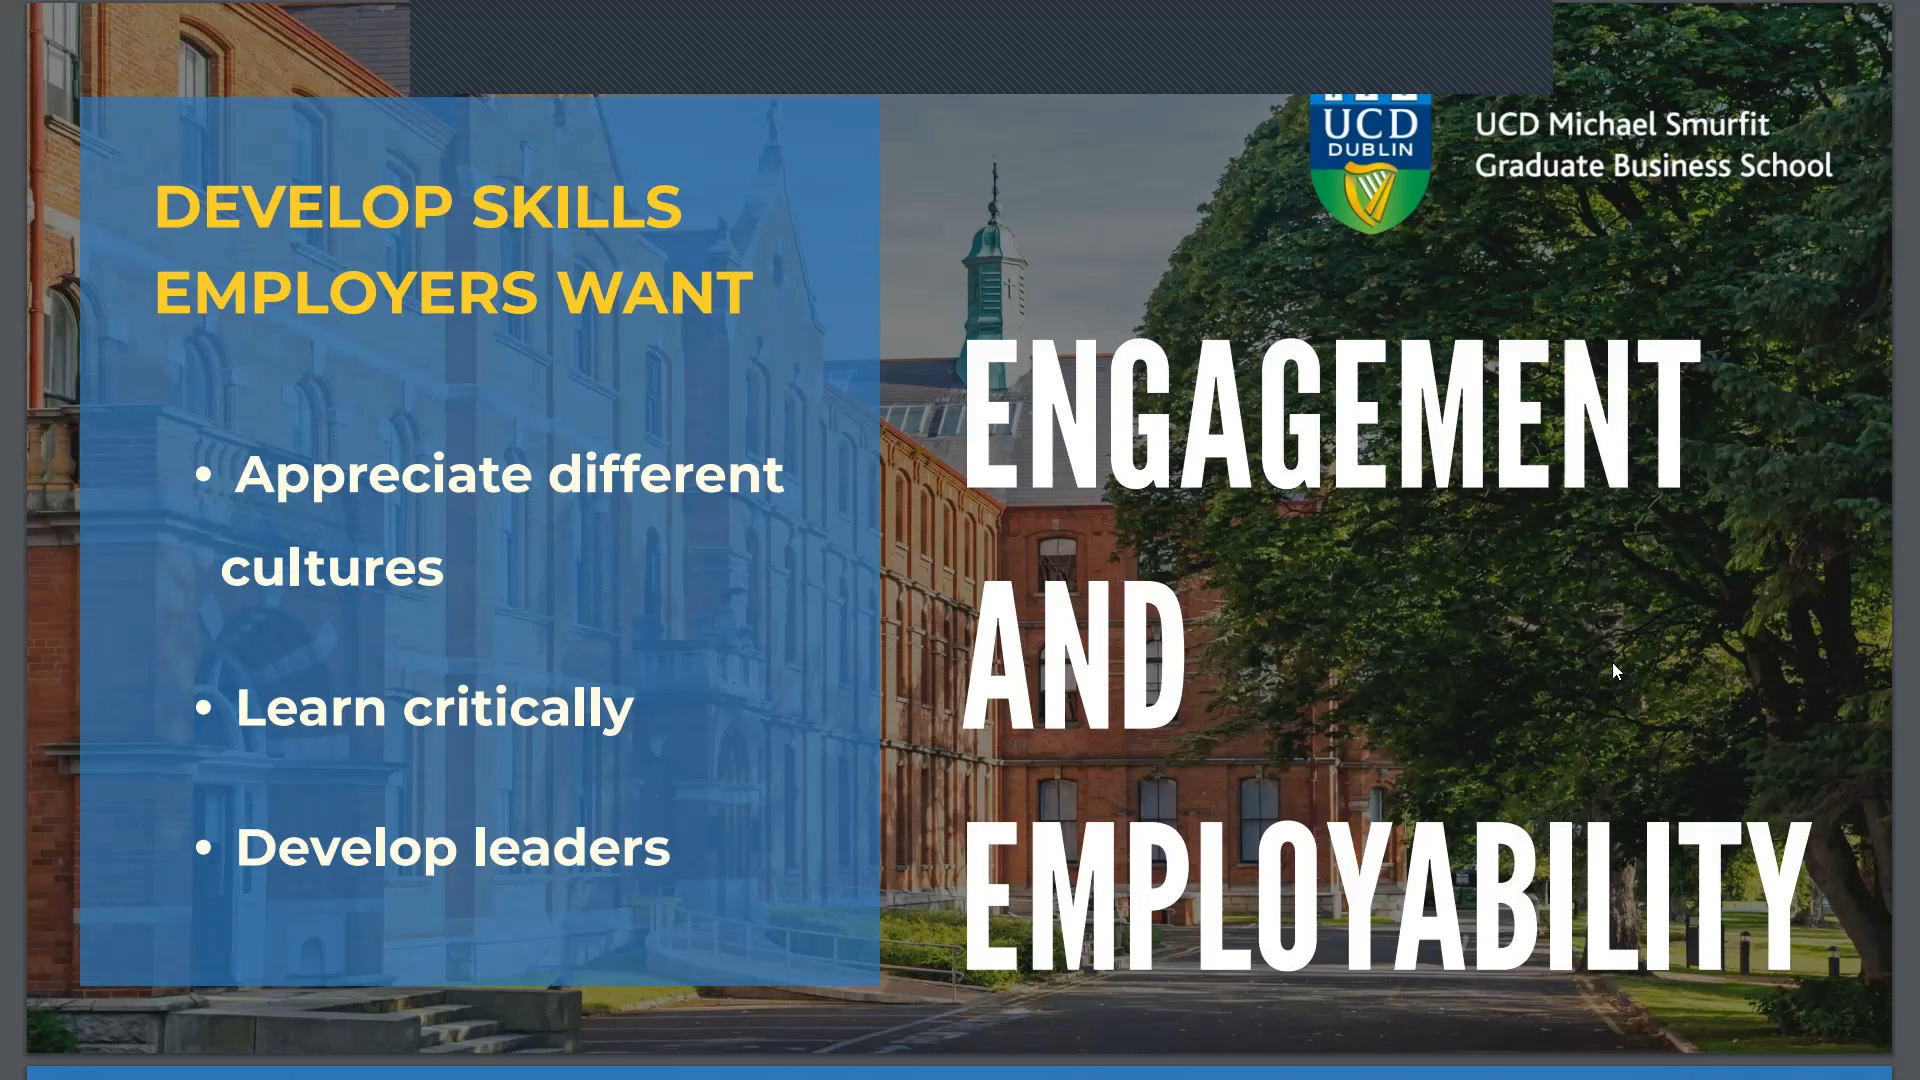 DEVELOP SKILLS
EMPLOYERS WANT
• Appreciate different
cultures
• Learn critically
• Develop leaders
UCD
DUBLIN
UCD Michael Smurfit
Graduate Business School
ENGAGEMENT
AND
EMPLOYABILITY